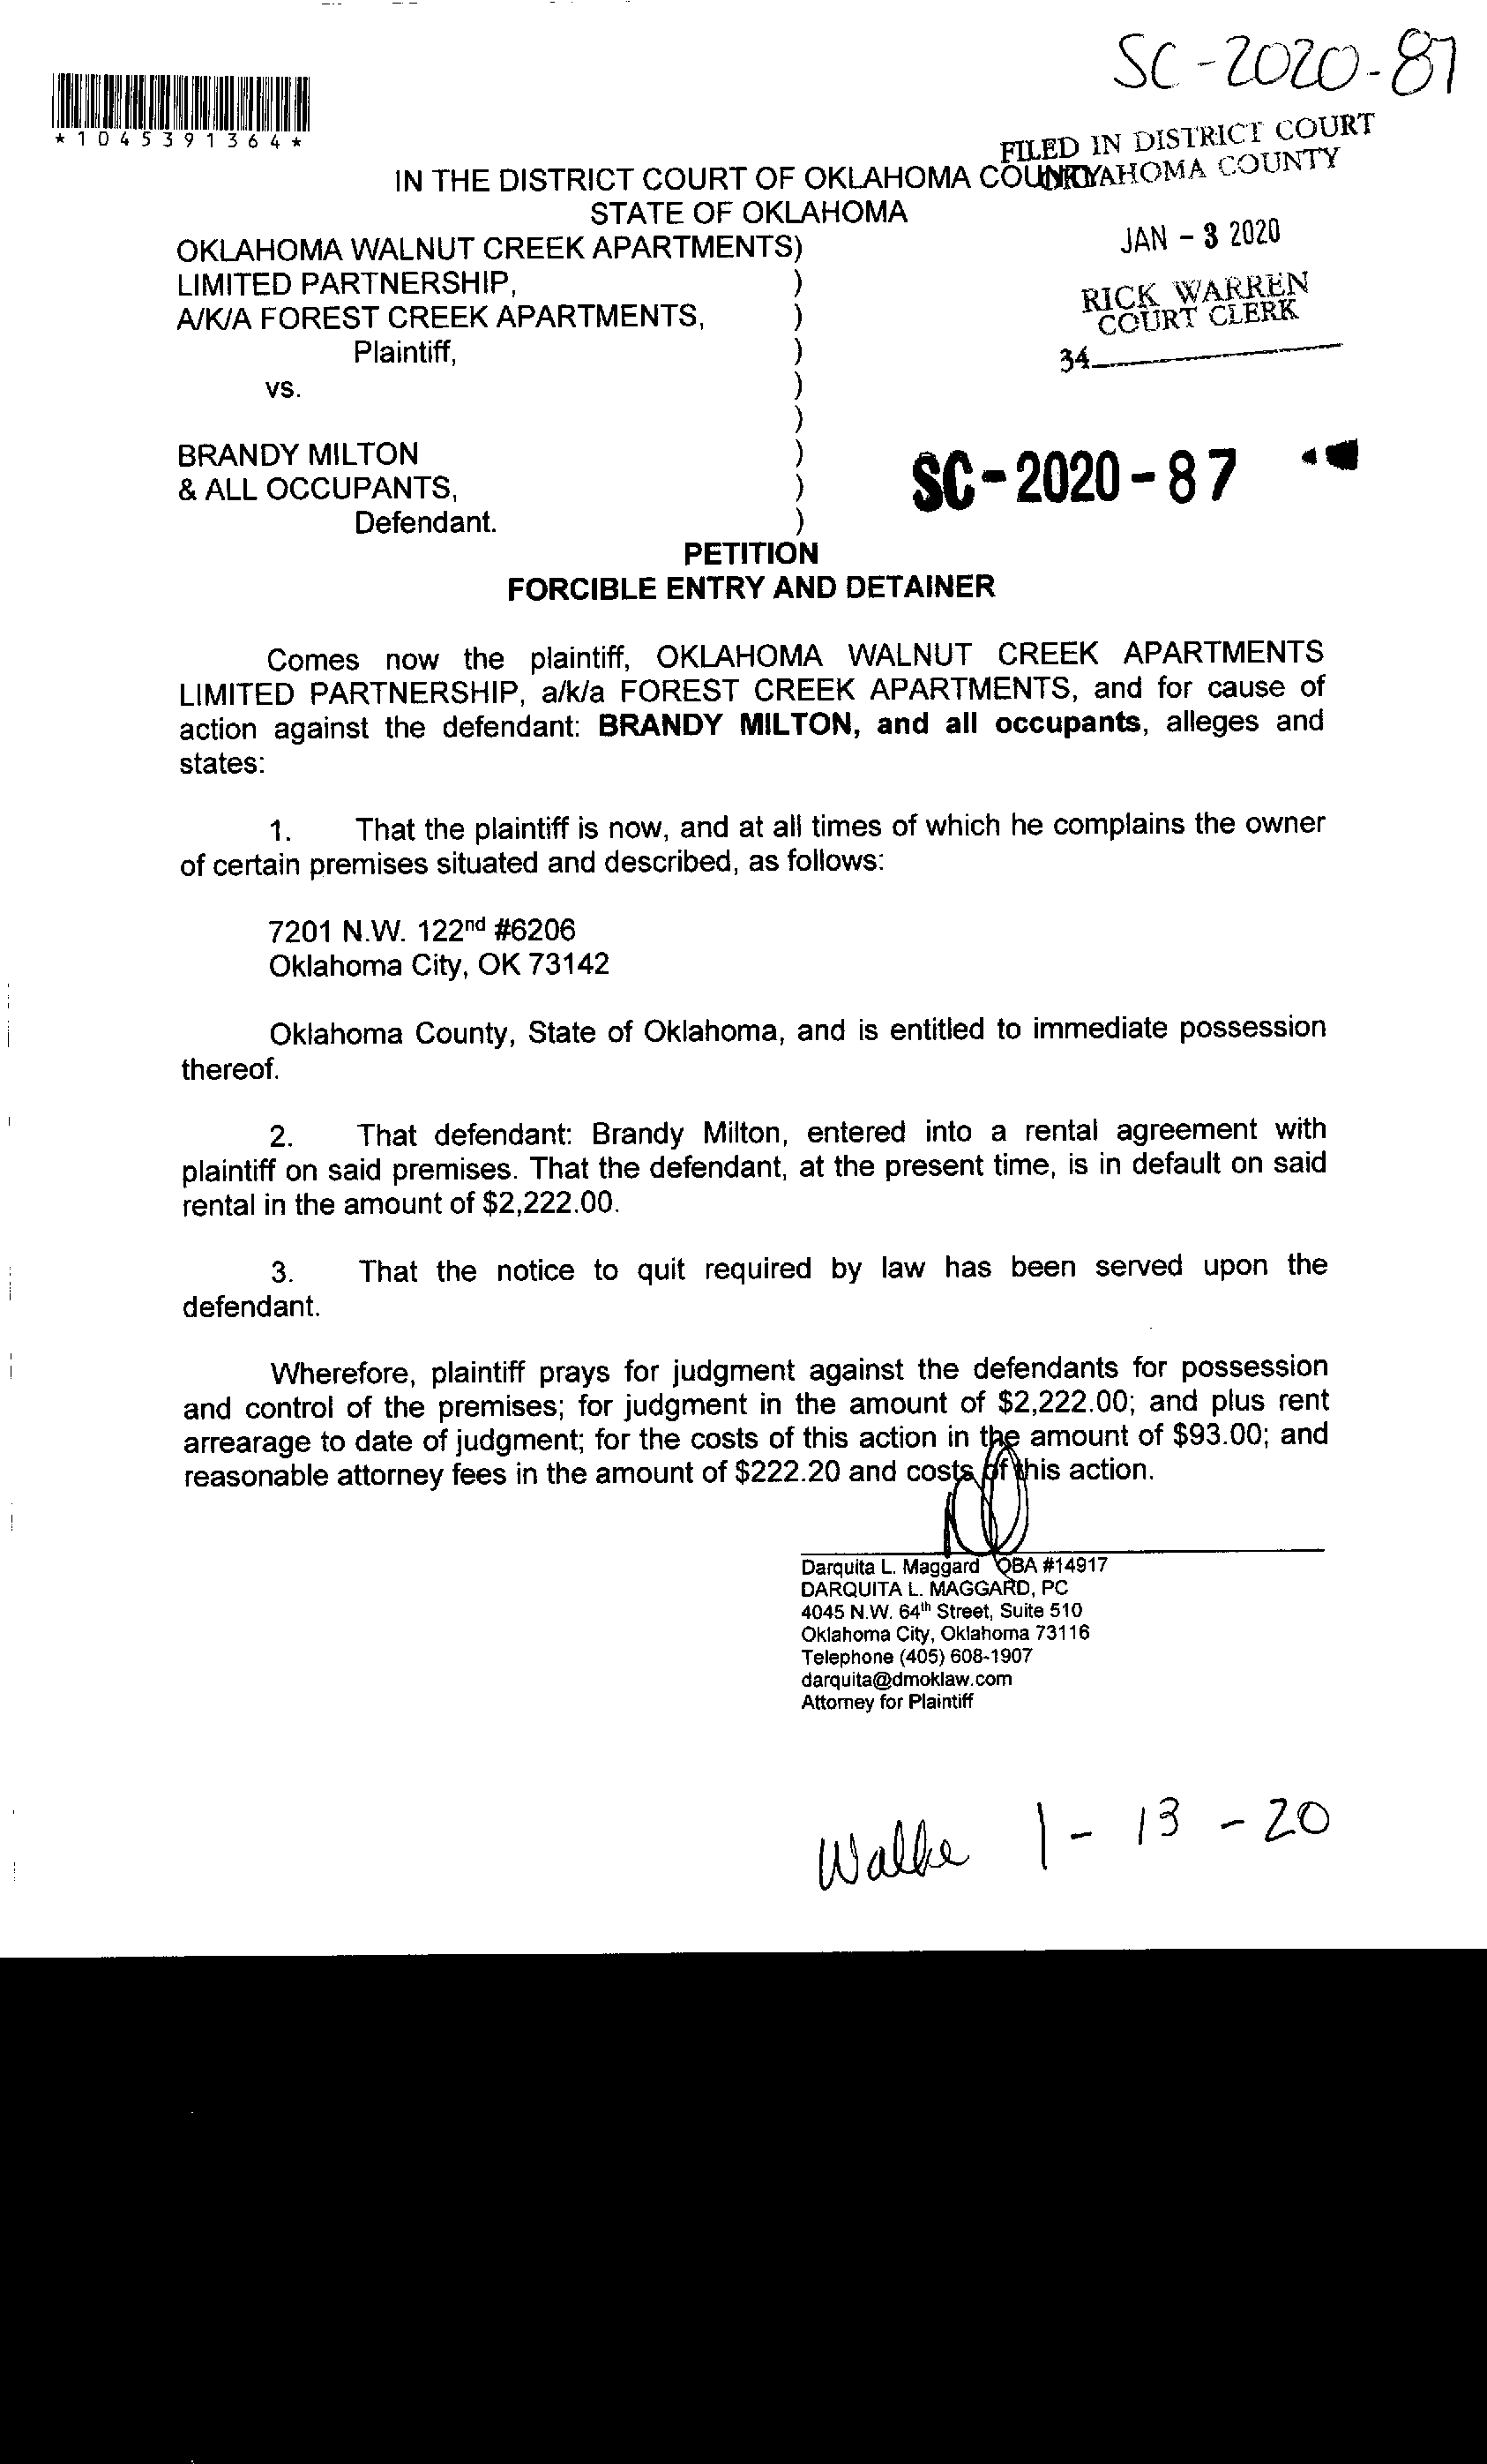 SC-2020-87
*1045391364*
FILED IN DISTRICT COURT
OKLAHOMA COUNTY
IN THE DISTRICT COURT OF OKLAHOMA COUNTY
STATE OF OKLAHOMA
JAN - 3 2020
RICK WARREN
COURT CLERK
34
OKLAHOMA WALNUT CREEK APARTMENTS)
LIMITED PARTNERSHIP, )
A/K/A FOREST CREEK APARTMENTS, )
Plaintiff, )
vs. )
)
BRANDY MILTON )
& ALL OCCUPANTS, )
Defendant. )
SC-2020-87
PETITION
FORCIBLE ENTRY AND DETAINER
Comes now the plaintiff, OKLAHOMA WALNUT CREEK APARTMENTS
LIMITED PARTNERSHIP, a/k/a FOREST CREEK APARTMENTS, and for cause of
action against the defendant: BRANDY MILTON, and all occupants, alleges and
states:
1. That the plaintiff is now, and at all times of which he complains the owner
of certain premises situated and described, as follows:
7201 N.W. 122nd #6206
Oklahoma City, OK 73142
Oklahoma County, State of Oklahoma, and is entitled to immediate possession
thereof.
2. That defendant: Brandy Milton, entered into a rental agreement with
plaintiff on said premises. That the defendant, at the present time, is in default on said
rental in the amount of $2,222.00.
3. That the notice to quit required by law has been served upon the
defendant.
Wherefore, plaintiff prays for judgment against the defendants for possession
and control of the premises; for judgment in the amount of $2,222.00; and plus rent
arrearage to date of judgment; for the costs of this action in the amount of $93.00; and
reasonable attorney fees in the amount of $222.20 and costs of this action.
Darquita L. Maggard OBA #14917
DARQUITA L. MAGGARD, PC
4045 N.W. 64th Street, Suite 510
Oklahoma City, Oklahoma 73116
Telephone (405) 608-1907
darquita@dmoklaw.com
Attorney for Plaintiff
1-13-20